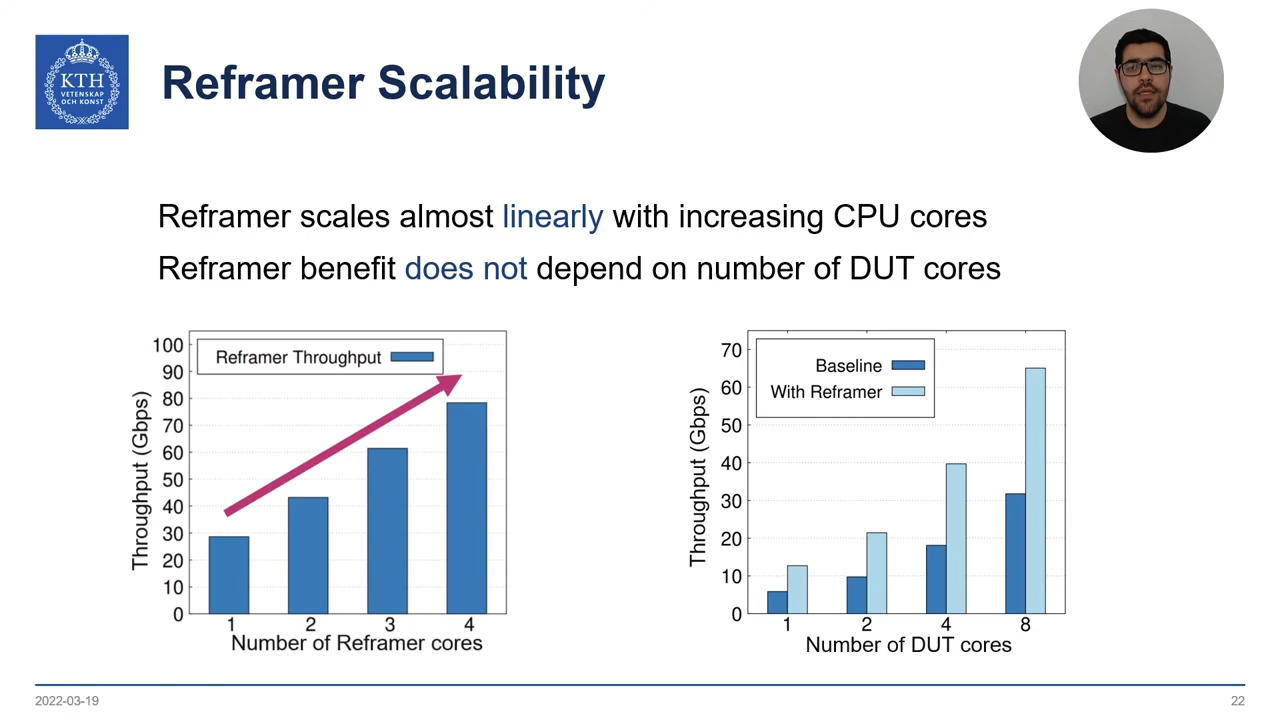 KTH
VETENSKAP
OCH KONST
Reframer Scalability
Reframer scales almost linearly with increasing CPU cores
Reframer benefit does not depend on number of DUT cores
Throughput (Gbps)
100
90
80
70
60
50
40
30
20
10
0
Reframer Throughput
1 2 3 4
Number of Reframer cores
Throughput (Gbps)
70
60
50
40
30
20
10
0
Baseline
With Reframer
1 2 4 8
Number of DUT cores
2022-03-19
22